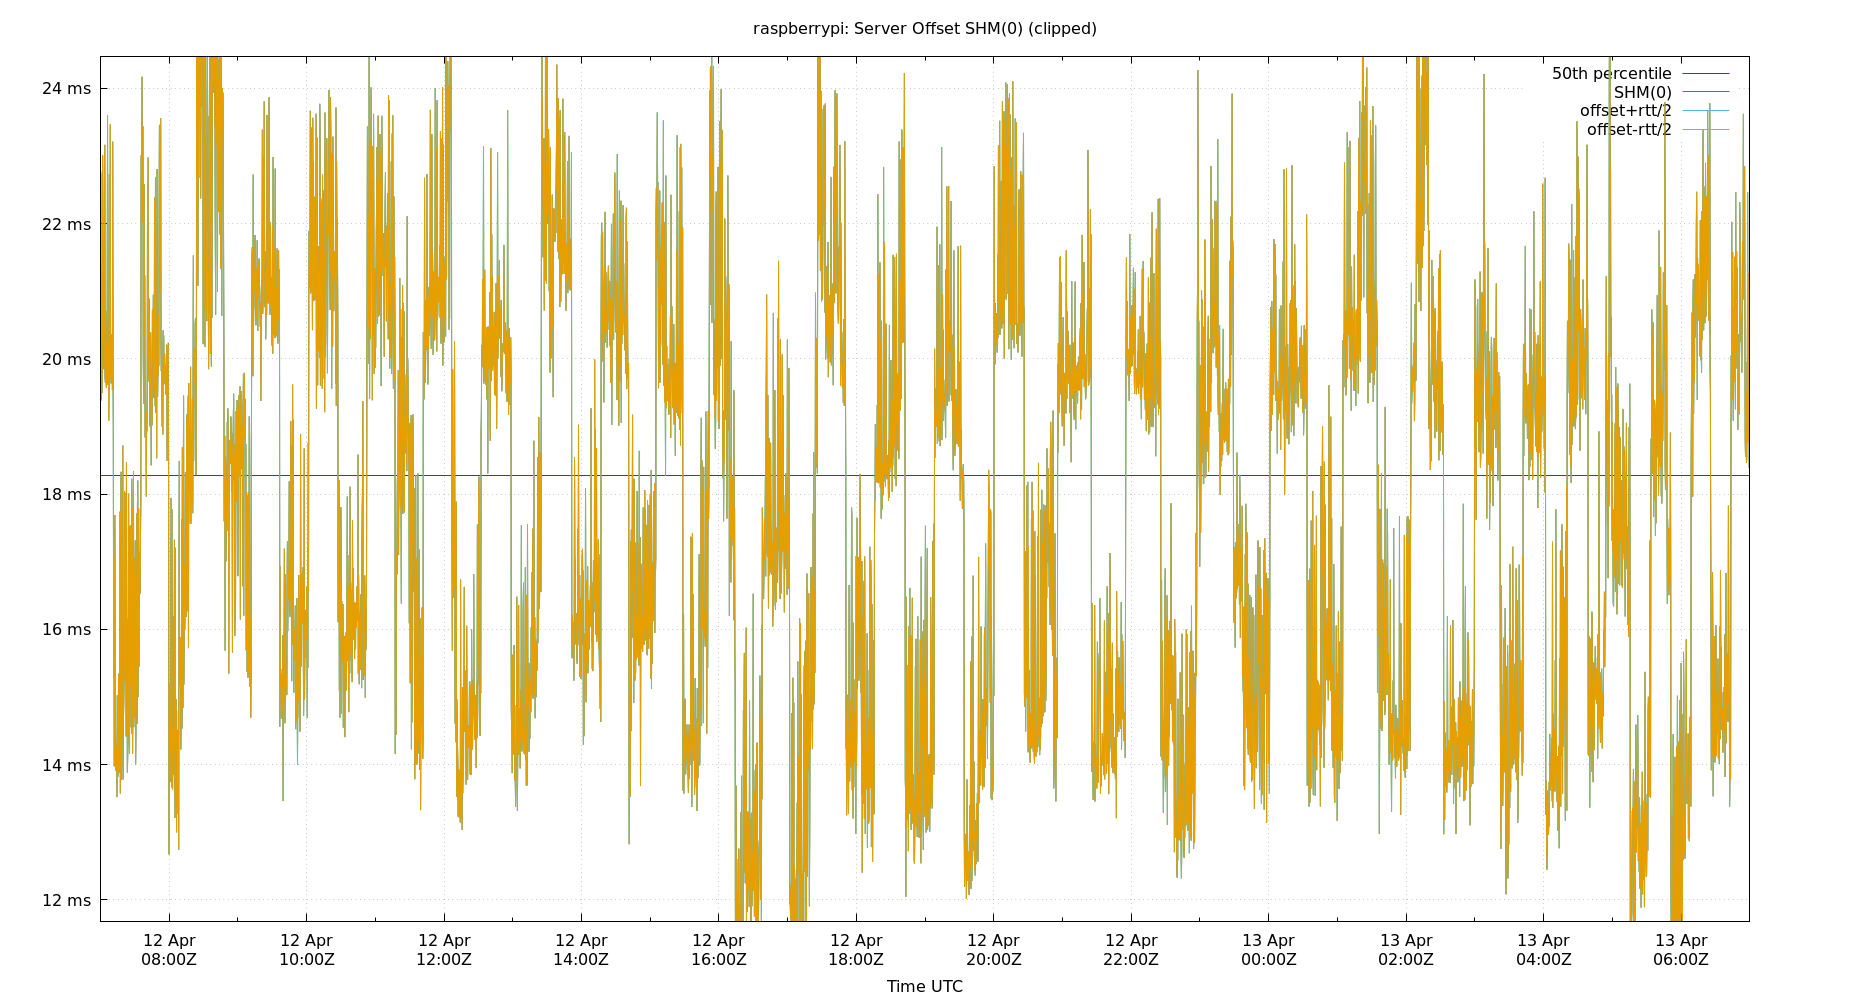 raspberrypi: Server Offset SHM(0) (clipped)
50th percentile
SHM(0)
offset+rtt/2
offset-rtt/2
24 ms
22 ms
20 ms
18 ms
16 ms
14 ms
12 ms
12 Apr 12 Apr 12 Apr 12 Apr 12 Apr 12 Apr 12 Apr 12 Apr 13 Apr 13 Apr 13 Apr 13 Apr
08:00Z 10:00Z 12:00Z 14:00Z 16:00Z 18:00Z 20:00Z 22:00Z 00:00Z 02:00Z 04:00Z 06:00Z
Time UTC